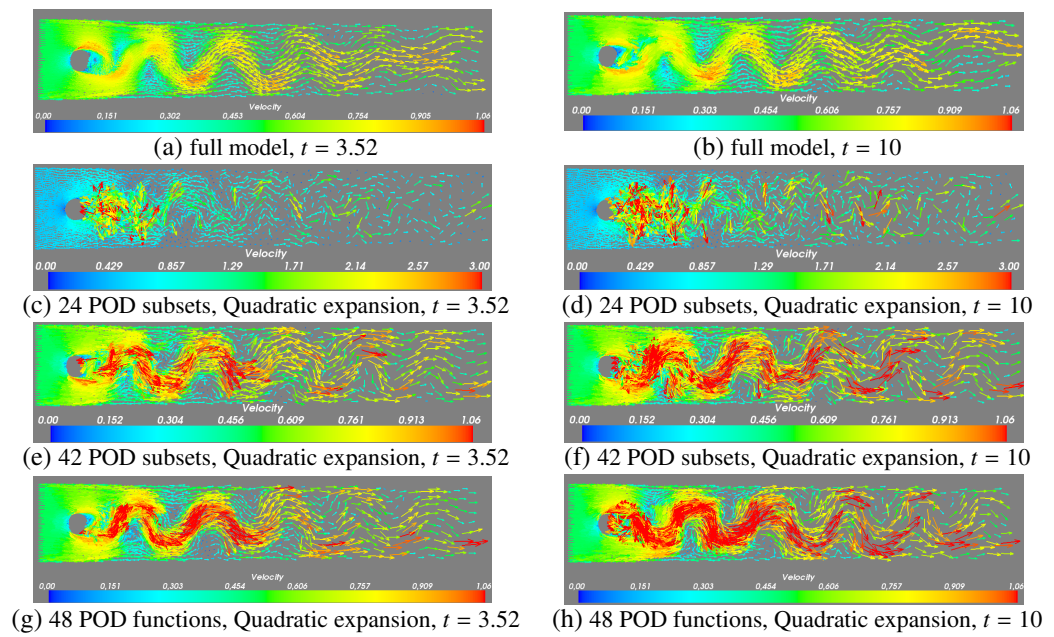 Velocity
0.00 0.151 0.302 0.453 0.604 0.754 0.905 1.06
(a) full model, t = 3.52
Velocity
0.00 0.151 0.303 0.454 0.606 0.757 0.909 1.06
(b) full model, t = 10
Velocity
0.00 0.429 0.857 1.29 1.71 2.14 2.57 3.00
(c) 24 POD subsets, Quadratic expansion, t = 3.52
Velocity
0.00 0.429 0.857 1.29 1.71 2.14 2.57 3.00
(d) 24 POD subsets, Quadratic expansion, t = 10
Velocity
0.00 0.152 0.304 0.456 0.609 0.761 0.913 1.06
(e) 42 POD subsets, Quadratic expansion, t = 3.52
Velocity
0.00 0.152 0.304 0.456 0.609 0.761 0.913 1.06
(f) 42 POD subsets, Quadratic expansion, t = 10
Velocity
0.00 0.151 0.303 0.454 0.606 0.757 0.909 1.06
(g) 48 POD functions, Quadratic expansion, t = 3.52
Velocity
0.00 0.151 0.303 0.454 0.606 0.757 0.909 1.06
(h) 48 POD functions, Quadratic expansion, t = 10